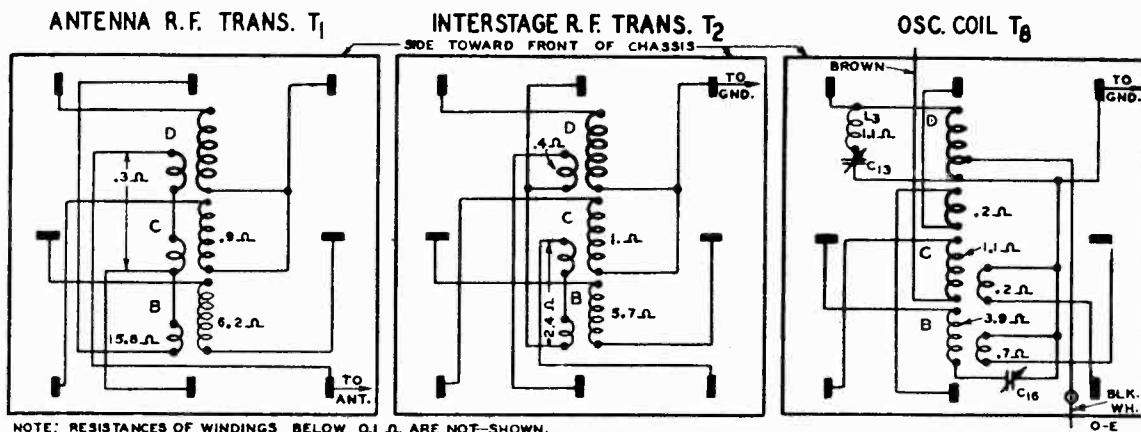 ANTENNA R.F. TRANS. T1
INTERSTAGE R.F. TRANS. T2
OSC. COIL T8
SIDE TOWARD FRONT OF CHASSIS
D
.3 Ω
C
.9 Ω
B
15.8 Ω
6.2 Ω
TO
ANT.
TO
GND.
D
.4 Ω
C
1. Ω
B
2.4 Ω
5.7 Ω
BROWN
TO
GND.
L3
1.1 Ω
C13
D
.2 Ω
C
1.1 Ω
.2 Ω
B
3.9 Ω
.7 Ω
C16
BLK.
WH.
O-E
NOTE: RESISTANCES OF WINDINGS BELOW 0.1 Ω ARE NOT-SHOWN.